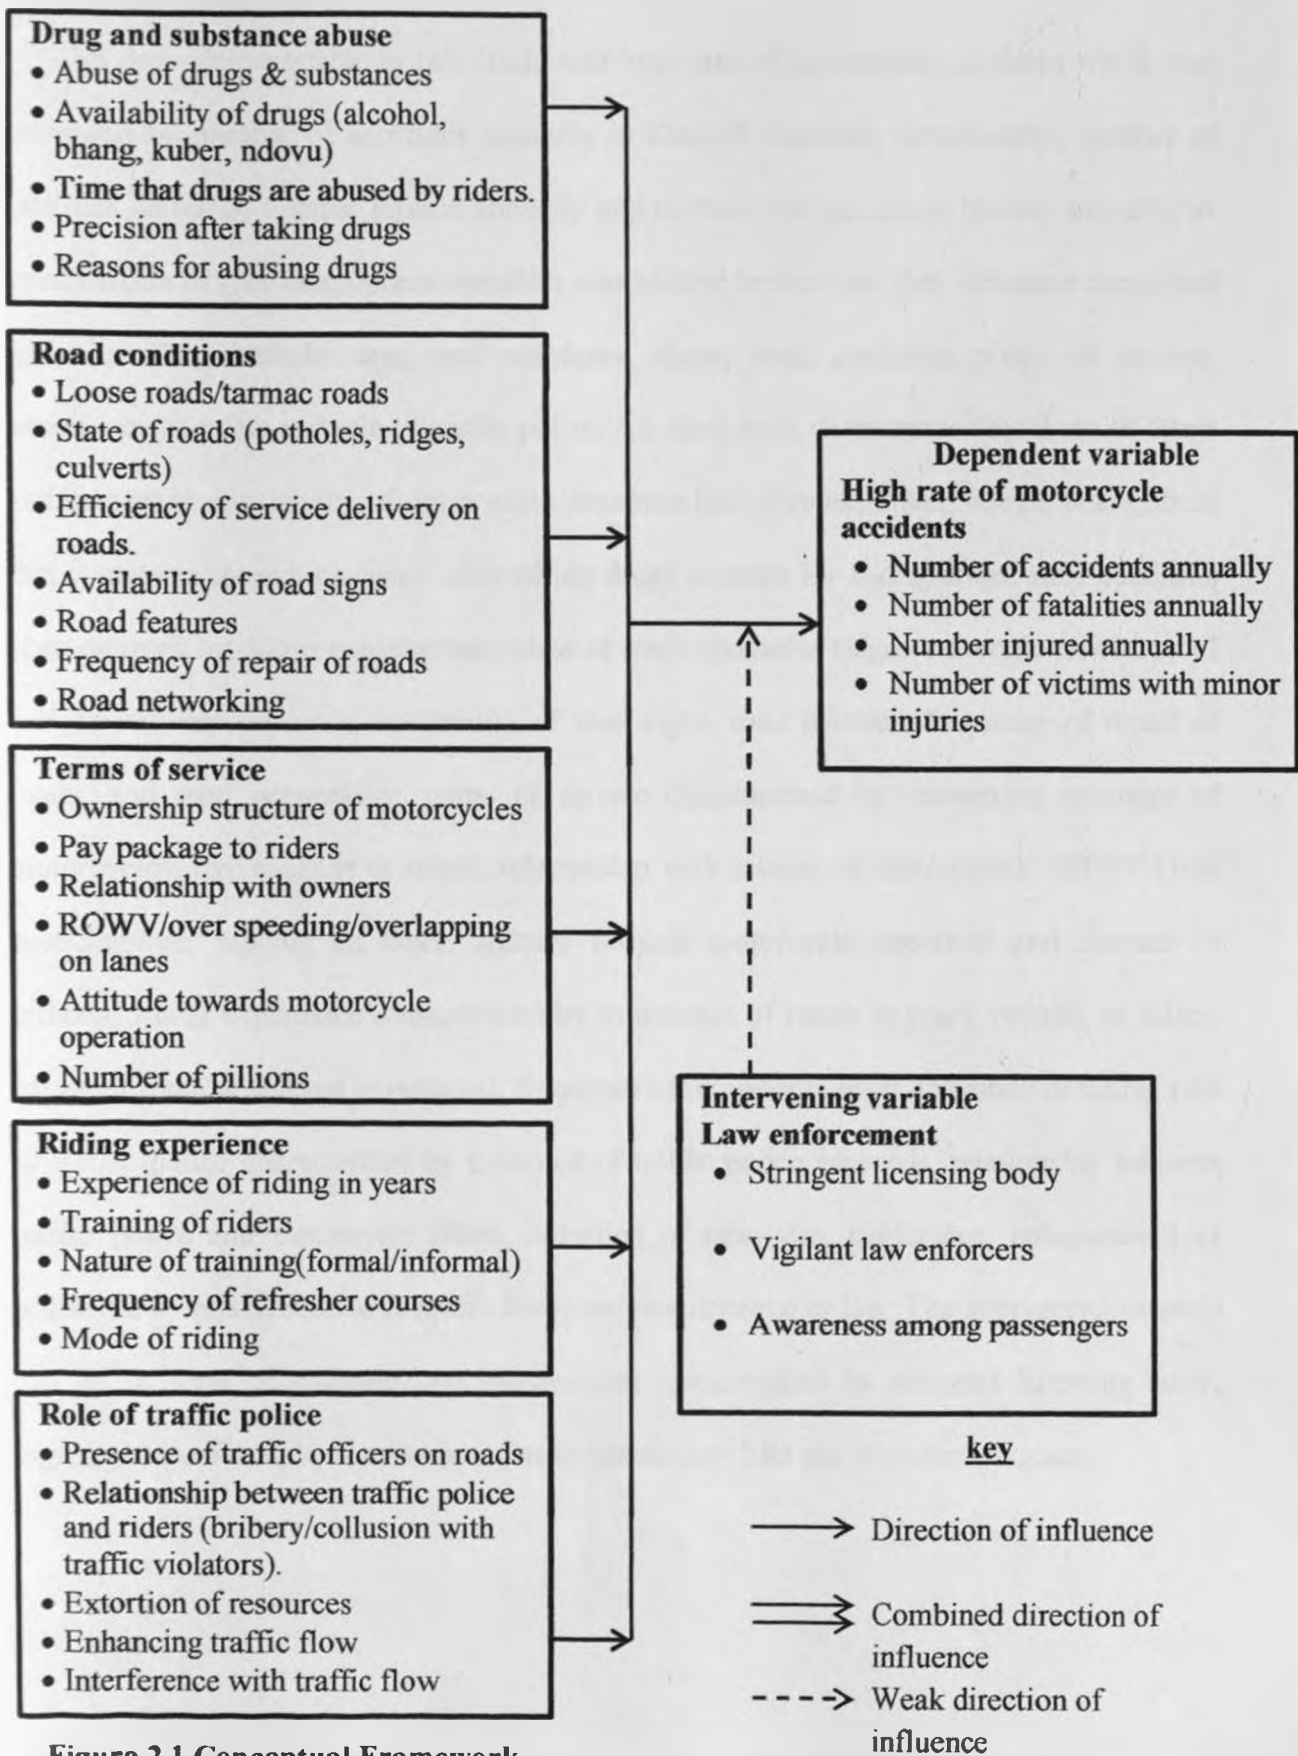 Drug and substance abuse
• Abuse of drugs & substances
• Availability of drugs (alcohol,
bhang, kuber, ndovu)
• Time that drugs are abused by riders.
• Precision after taking drugs
• Reasons for abusing drugs
Road conditions
• Loose roads/tarmac roads
• State of roads (potholes, ridges,
culverts)
• Efficiency of service delivery on
roads.
• Availability of road signs
• Road features
• Frequency of repair of roads
• Road networking
Terms of service
• Ownership structure of motorcycles
• Pay package to riders
• Relationship with owners
• ROWV/over speeding/overlapping
on lanes
• Attitude towards motorcycle
operation
• Number of pillions
Riding experience
• Experience of riding in years
• Training of riders
• Nature of training(formal/informal)
• Frequency of refresher courses
• Mode of riding
Role of traffic police
• Presence of traffic officers on roads
• Relationship between traffic police
and riders (bribery/collusion with
traffic violators).
• Extortion of resources
• Enhancing traffic flow
• Interference with traffic flow
Dependent variable
High rate of motorcycle
accidents
• Number of accidents annually
• Number of fatalities annually
• Number injured annually
• Number of victims with minor
injuries
Intervening variable
Law enforcement
• Stringent licensing body
• Vigilant law enforcers
• Awareness among passengers
key
Direction of influence
Combined direction of
influence
Weak direction of
influence
Figure 2.1 Conceptual Framework